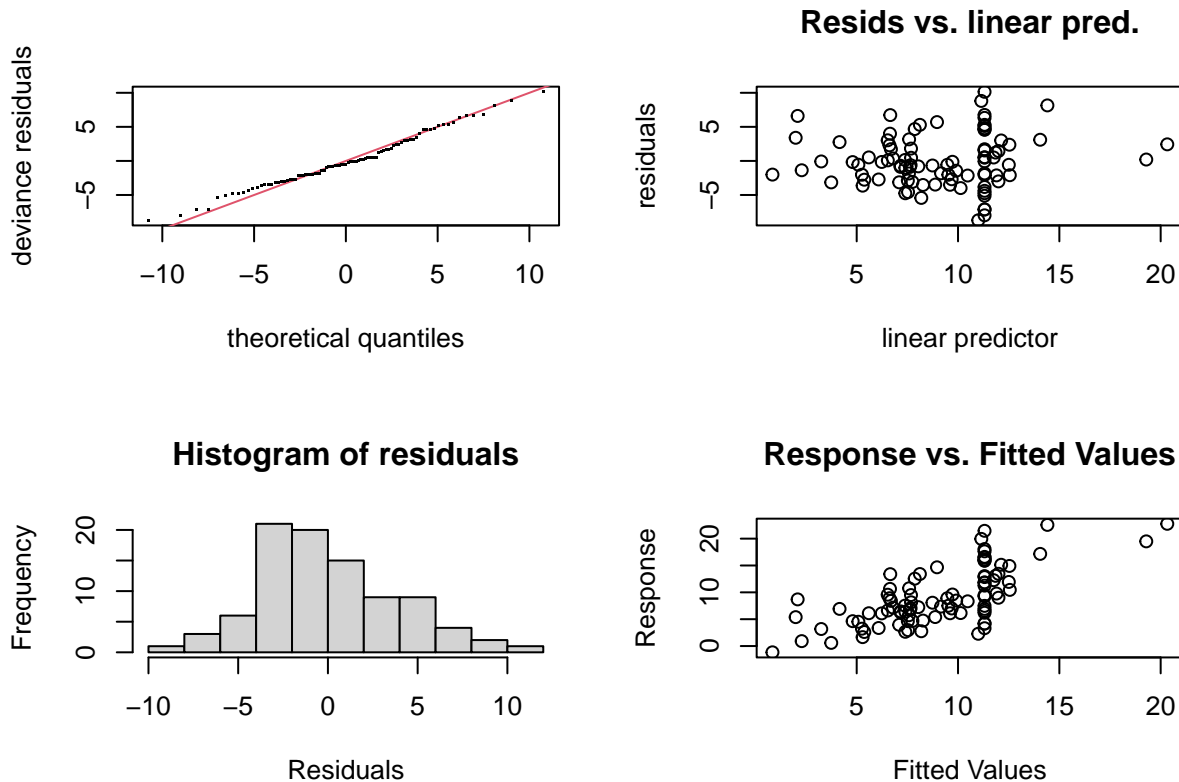 deviance residuals
5
−5
−10 −5 0 5 10
theoretical quantiles
Resids vs. linear pred.
residuals
5
−5
5 10 15 20
linear predictor
Histogram of residuals
Frequency
20
10
0
−10 −5 0 5 10
Residuals
Response vs. Fitted Values
Response
20
10
0
5 10 15 20
Fitted Values